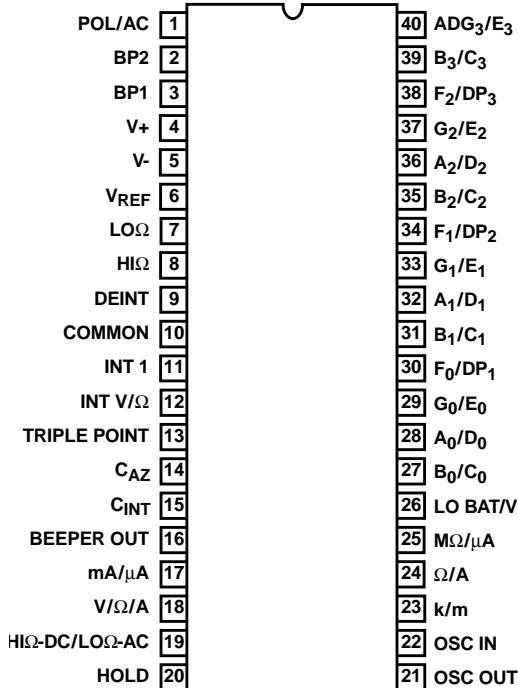 POL/AC 1 40 ADG3/E3
BP2 2 39 B3/C3
BP1 3 38 F2/DP3
V+ 4 37 G2/E2
V- 5 36 A2/D2
VREF 6 35 B2/C2
LOΩ 7 34 F1/DP2
HIΩ 8 33 G1/E1
DEINT 9 32 A1/D1
COMMON 10 31 B1/C1
INT 1 11 30 F0/DP1
INT V/Ω 12 29 G0/E0
TRIPLE POINT 13 28 A0/D0
CAZ 14 27 B0/C0
CINT 15 26 LO BAT/V
BEEPER OUT 16 25 MΩ/μA
mA/μA 17 24 Ω/A
V/Ω/A 18 23 k/m
HIΩ-DC/LOΩ-AC 19 22 OSC IN
HOLD 20 21 OSC OUT